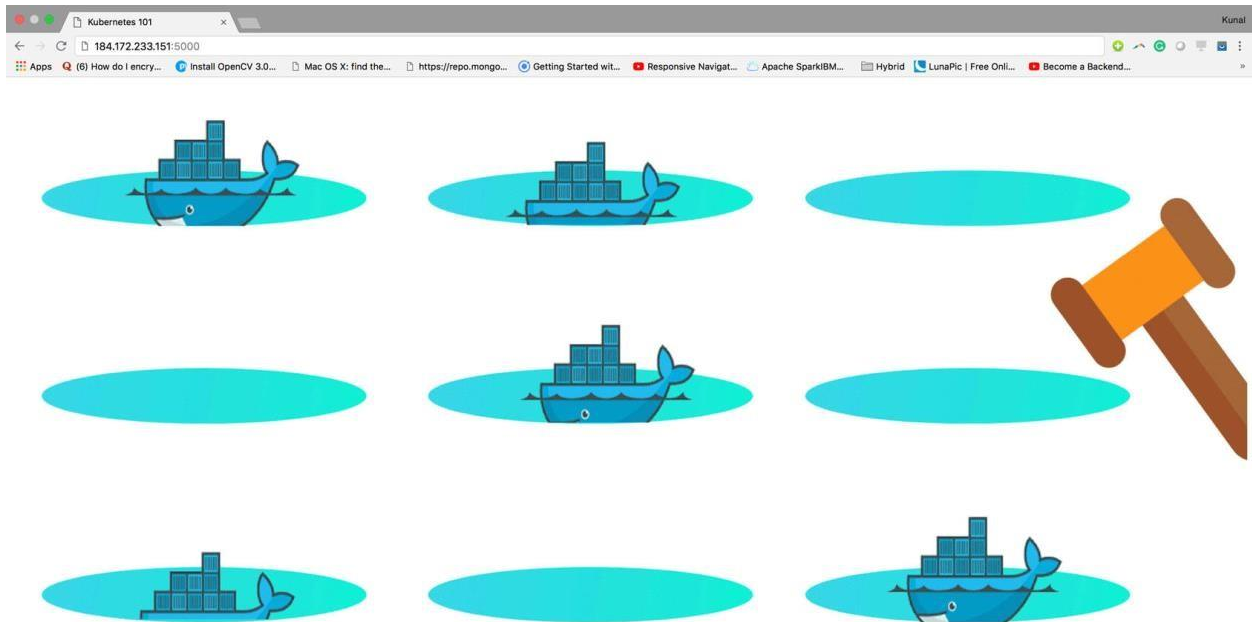 Kubernetes 101
Kunal
184.172.233.151:5000
Apps (6) How do I encry... Install OpenCV 3.0... Mac OS X: find the... https://repo.mongo... Getting Started wit... Responsive Navigat... Apache SparkIBM... Hybrid LunaPic | Free Onli... Become a Backend... »